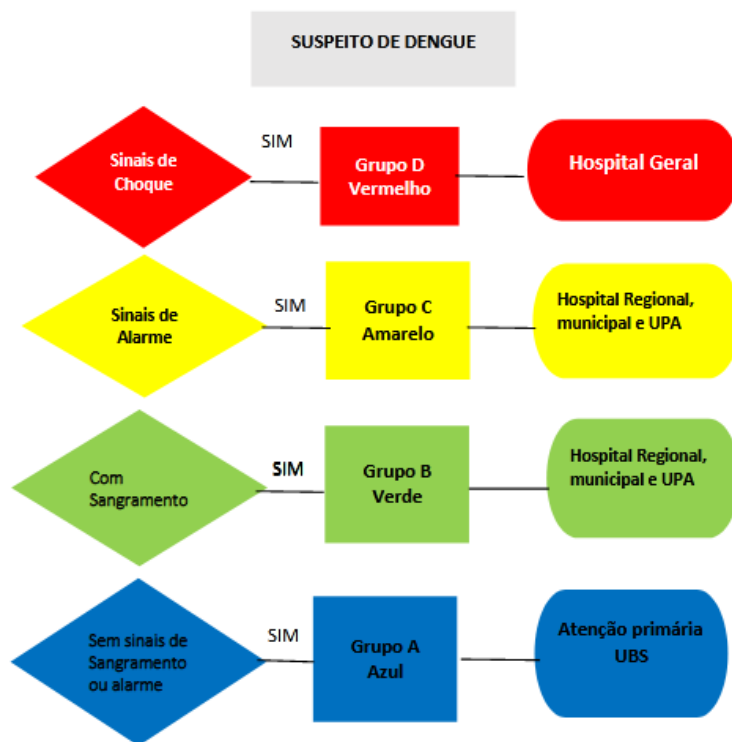 SUSPEITO DE DENGUE
Sinais de
Choque
SIM
Grupo D
Vermelho
Hospital Geral
Sinais de
Alarme
SIM
Grupo C
Amarelo
Hospital Regional,
municipal e UPA
Com
Sangramento
SIM
Grupo B
Verde
Hospital Regional,
municipal e UPA
Sem sinais de
Sangramento
ou alarme
SIM
Grupo A
Azul
Atenção primária
UBS